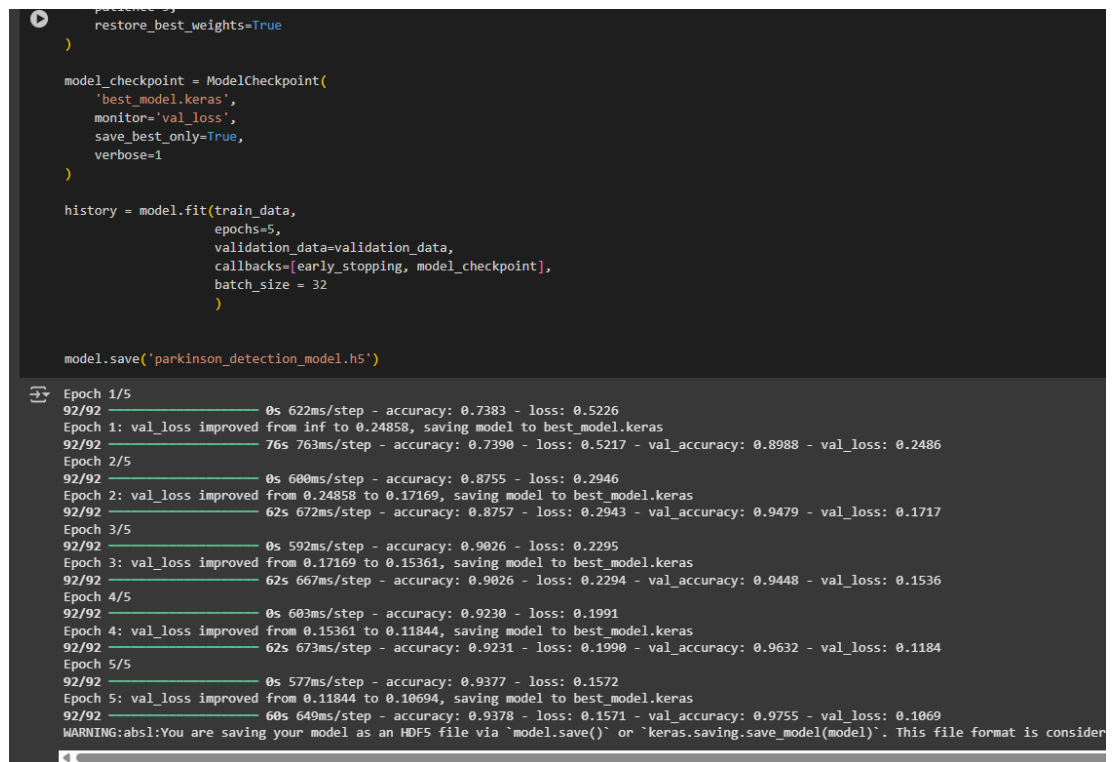 restore_best_weights=True
)
model_checkpoint = ModelCheckpoint(
'best_model.keras',
monitor='val_loss',
save_best_only=True,
verbose=1
)
history = model.fit(train_data,
epochs=5,
validation_data=validation_data,
callbacks=[early_stopping, model_checkpoint],
batch_size = 32
)
model.save('parkinson_detection_model.h5')
Epoch 1/5
92/92 0s 622ms/step - accuracy: 0.7383 - loss: 0.5226
Epoch 1: val_loss improved from inf to 0.24858, saving model to best_model.keras
92/92 76s 763ms/step - accuracy: 0.7390 - loss: 0.5217 - val_accuracy: 0.8988 - val_loss: 0.2486
Epoch 2/5
92/92 0s 600ms/step - accuracy: 0.8755 - loss: 0.2946
Epoch 2: val_loss improved from 0.24858 to 0.17169, saving model to best_model.keras
92/92 62s 672ms/step - accuracy: 0.8757 - loss: 0.2943 - val_accuracy: 0.9479 - val_loss: 0.1717
Epoch 3/5
92/92 0s 592ms/step - accuracy: 0.9026 - loss: 0.2295
Epoch 3: val_loss improved from 0.17169 to 0.15361, saving model to best_model.keras
92/92 62s 667ms/step - accuracy: 0.9026 - loss: 0.2294 - val_accuracy: 0.9448 - val_loss: 0.1536
Epoch 4/5
92/92 0s 603ms/step - accuracy: 0.9230 - loss: 0.1991
Epoch 4: val_loss improved from 0.15361 to 0.11844, saving model to best_model.keras
92/92 62s 673ms/step - accuracy: 0.9231 - loss: 0.1990 - val_accuracy: 0.9632 - val_loss: 0.1184
Epoch 5/5
92/92 0s 577ms/step - accuracy: 0.9377 - loss: 0.1572
Epoch 5: val_loss improved from 0.11844 to 0.10694, saving model to best_model.keras
92/92 60s 649ms/step - accuracy: 0.9378 - loss: 0.1571 - val_accuracy: 0.9755 - val_loss: 0.1069
WARNING:absl:You are saving your model as an HDF5 file via `model.save()` or `keras.saving.save_model(model)`. This file format is consider